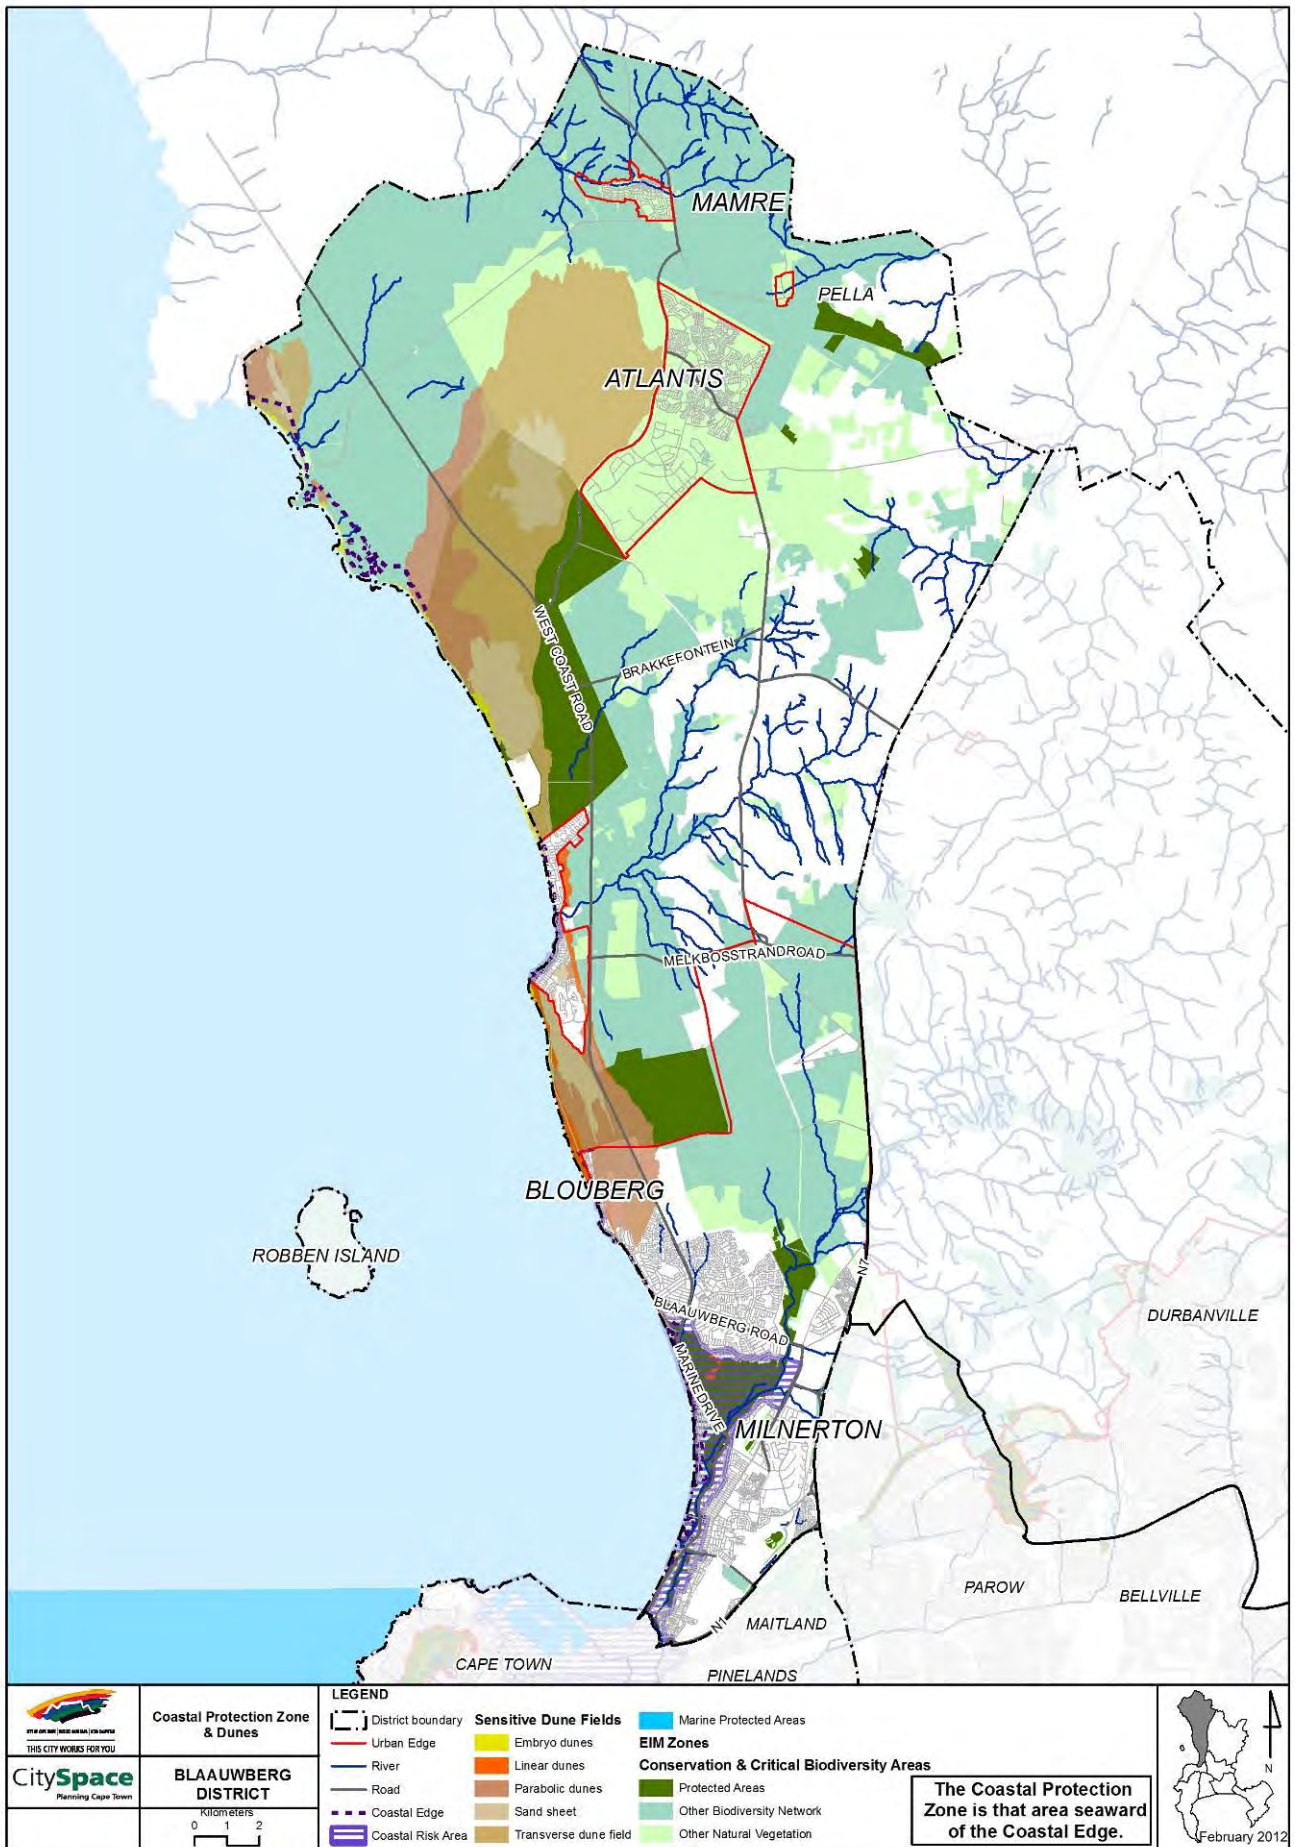 MAMRE
PELLA
ATLANTIS
WEST COAST ROAD
BRAKKEFONTEIN
MELKBOSSTRANDROAD
BLOUBERG
ROBBEN ISLAND
N7
BLAAUWBERG ROAD
DURBANVILLE
MARINE DRIVE
MILNERTON
PAROW
BELLVILLE
N1
MAITLAND
CAPE TOWN
PINELANDS
THIS CITY WORKS FOR YOU
CitySpace
Planning Cape Town
Coastal Protection Zone
& Dunes
BLAAUWBERG
DISTRICT
Kilometers
0 1 2
LEGEND
District boundary
Urban Edge
River
Road
Coastal Edge
Coastal Risk Area
Sensitive Dune Fields
Embryo dunes
Linear dunes
Parabolic dunes
Sand sheet
Transverse dune field
Marine Protected Areas
EIM Zones
Conservation & Critical Biodiversity Areas
Protected Areas
Other Biodiversity Network
Other Natural Vegetation
The Coastal Protection
Zone is that area seaward
of the Coastal Edge.
N
February 2012